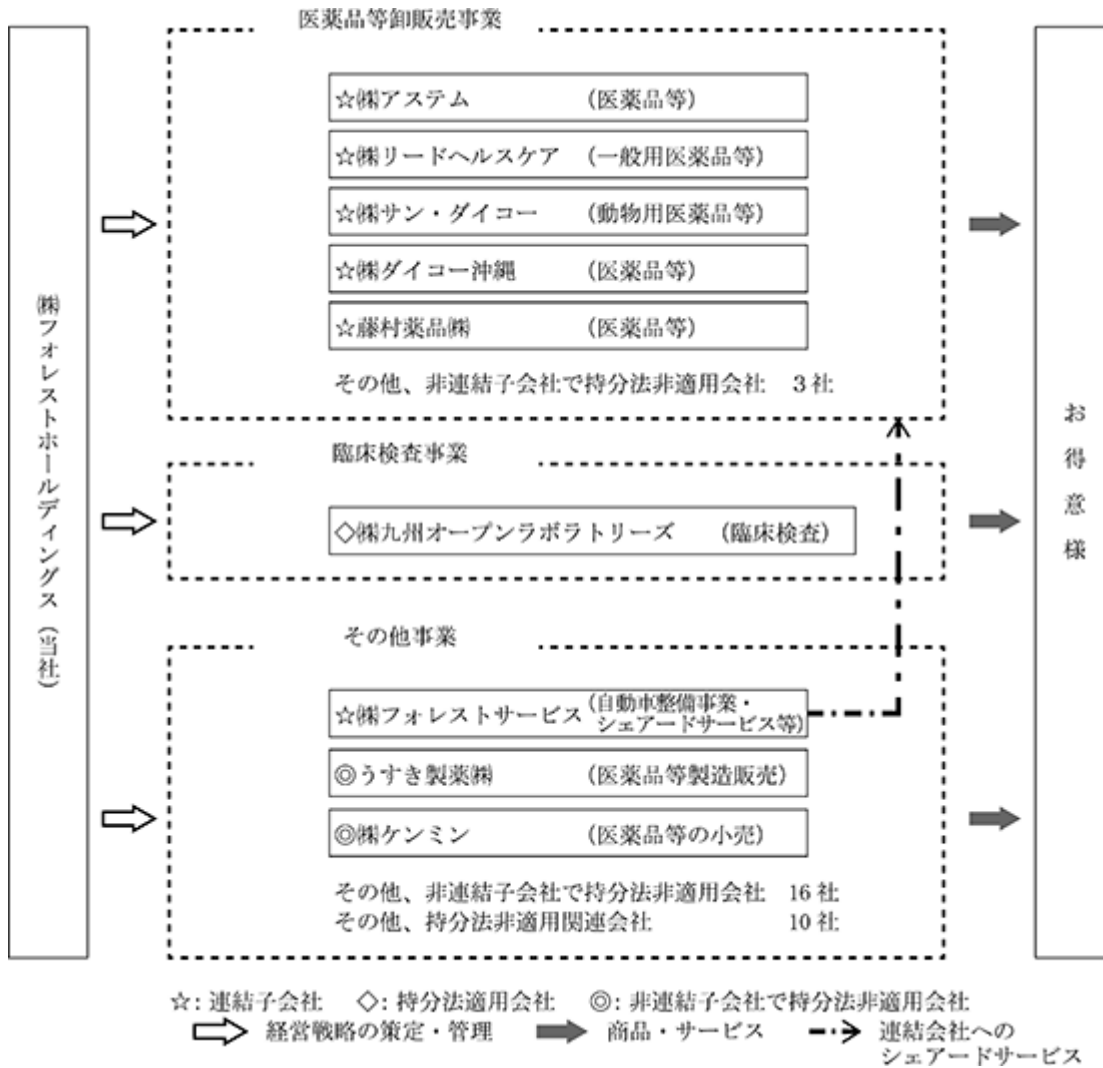 医薬品等卸販売事業
☆㈱アステム （医薬品等）
☆㈱リードヘルスケア （一般用医薬品等）
☆㈱サン・ダイコー （動物用医薬品等）
☆㈱ダイコー沖縄 （医薬品等）
☆藤村薬品㈱ （医薬品等）
その他、非連結子会社で持分法非適用会社 3社
㈱フォレストホールディングス（当社）
お得意様
臨床検査事業
◇㈱九州オープンラボラトリーズ （臨床検査）
その他事業
☆㈱フォレストサービス （自動車整備事業・
シェアードサービス等）
◎うすき製薬㈱ （医薬品等製造販売）
◎㈱ケンミン （医薬品等の小売）
その他、非連結子会社で持分法非適用会社 16社
その他、持分法非適用関連会社 10社
☆: 連結子会社 ◇: 持分法適用会社 ◎: 非連結子会社で持分法非適用会社
経営戦略の策定・管理 商品・サービス 連結会社への
シェアードサービス